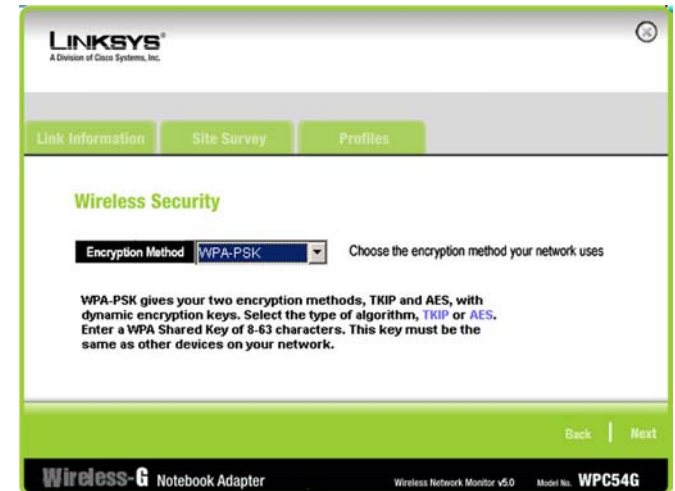 LINKSYS®
A Division of Cisco Systems, Inc.
Link Information Site Survey Profiles
Wireless Security
Encryption Method WPA-PSK Choose the encryption method your network uses
WPA-PSK gives your two encryption methods, TKIP and AES, with
dynamic encryption keys. Select the type of algorithm, TKIP or AES.
Enter a WPA Shared Key of 8-63 characters. This key must be the
same as other devices on your network.
Back | Next
Wireless-G Notebook Adapter Wireless Network Monitor v5.0 Model No. WPC54G